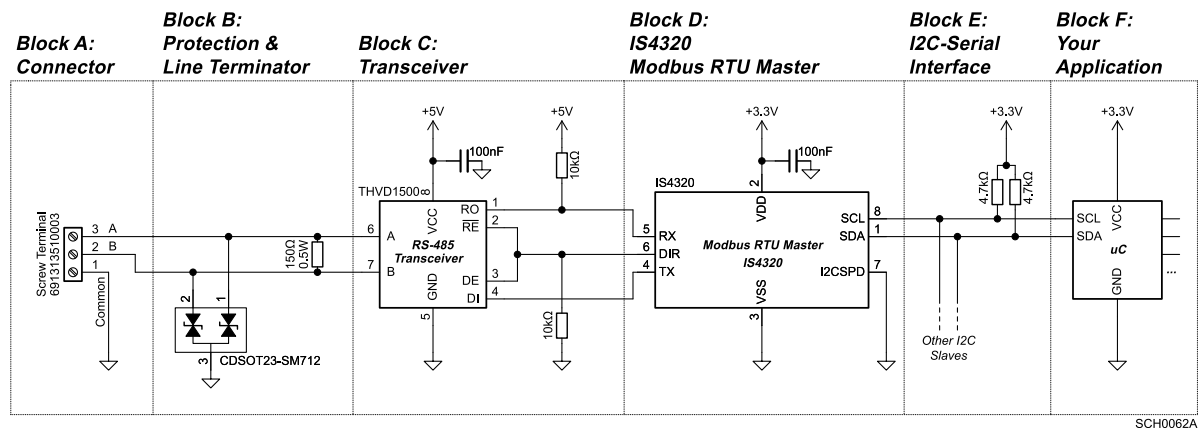 Block A:
Connector
Block B:
Protection &
Line Terminator
Block C:
Transceiver
Block D:
IS4320
Modbus RTU Master
Block E:
I2C-Serial
Interface
Block F:
Your
Application
Screw Terminal
691313510003
3 A
2 B
1
Common
2
1
3
CDSOT23-SM712
150Ω
0.5W
+5V
100nF
THVD1500
8
VCC
6 A
7 B
RS-485
Transceiver
RO 1
RE 2
DE 3
DI 4
GND
5
+5V
10kΩ
10kΩ
+3.3V
100nF
IS4320
2
VDD
5 RX
6 DIR
4 TX
Modbus RTU Master
IS4320
SCL 8
SDA 1
I2CSPD 7
VSS
3
+3.3V
4.7kΩ
4.7kΩ
Other I2C
Slaves
+3.3V
VCC
SCL
SDA
uC
GND
...
SCH0062A